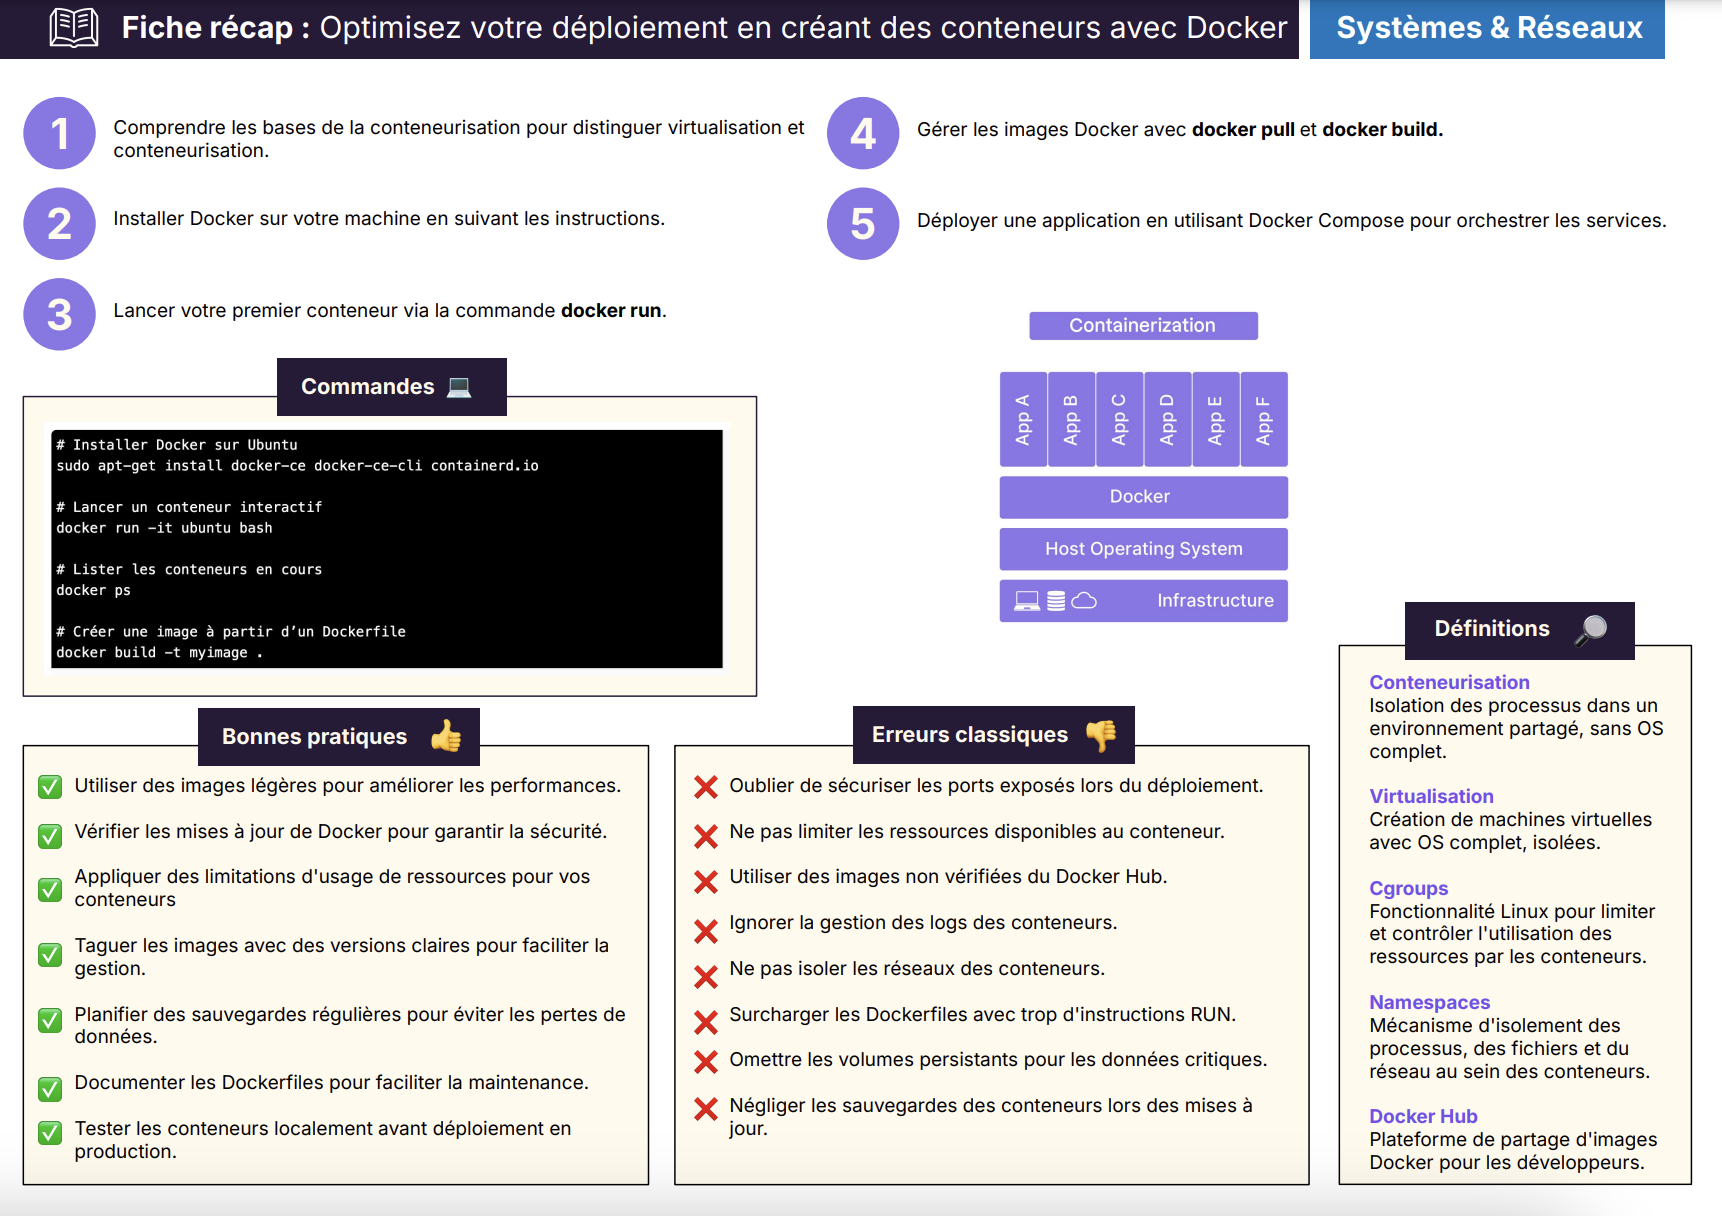 Fiche récap : Optimisez votre déploiement en créant des conteneurs avec Docker
Systèmes & Réseaux
1
Comprendre les bases de la conteneurisation pour distinguer virtualisation et
conteneurisation.
2
Installer Docker sur votre machine en suivant les instructions.
3
Lancer votre premier conteneur via la commande docker run.
4
Gérer les images Docker avec docker pull et docker build.
5
Déployer une application en utilisant Docker Compose pour orchestrer les services.
Commandes
# Installer Docker sur Ubuntu
sudo apt-get install docker-ce docker-ce-cli containerd.io
# Lancer un conteneur interactif
docker run -it ubuntu bash
# Lister les conteneurs en cours
docker ps
# Créer une image à partir d’un Dockerfile
docker build -t myimage .
Containerization
App A
App B
App C
App D
App E
App F
Docker
Host Operating System
Infrastructure
Bonnes pratiques
Utiliser des images légères pour améliorer les performances.
Vérifier les mises à jour de Docker pour garantir la sécurité.
Appliquer des limitations d'usage de ressources pour vos
conteneurs
Taguer les images avec des versions claires pour faciliter la
gestion.
Planifier des sauvegardes régulières pour éviter les pertes de
données.
Documenter les Dockerfiles pour faciliter la maintenance.
Tester les conteneurs localement avant déploiement en
production.
Erreurs classiques
Oublier de sécuriser les ports exposés lors du déploiement.
Ne pas limiter les ressources disponibles au conteneur.
Utiliser des images non vérifiées du Docker Hub.
Ignorer la gestion des logs des conteneurs.
Ne pas isoler les réseaux des conteneurs.
Surcharger les Dockerfiles avec trop d'instructions RUN.
Omettre les volumes persistants pour les données critiques.
Négliger les sauvegardes des conteneurs lors des mises à
jour.
Définitions
Conteneurisation
Isolation des processus dans un
environnement partagé, sans OS
complet.
Virtualisation
Création de machines virtuelles
avec OS complet, isolées.
Cgroups
Fonctionnalité Linux pour limiter
et contrôler l'utilisation des
ressources par les conteneurs.
Namespaces
Mécanisme d'isolement des
processus, des fichiers et du
réseau au sein des conteneurs.
Docker Hub
Plateforme de partage d'images
Docker pour les développeurs.